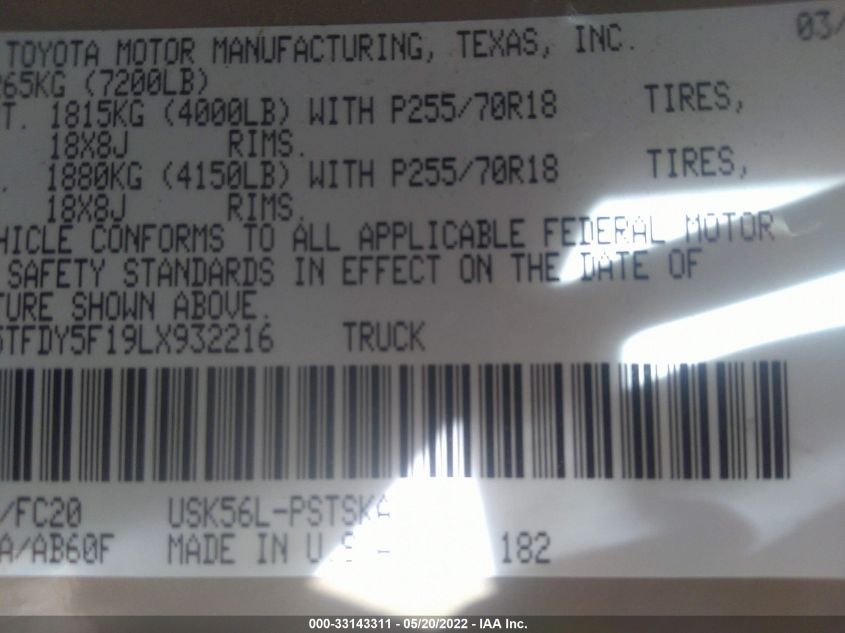 TOYOTA MOTOR MANUFACTURING, TEXAS, INC. 03/
265KG (7200LB)
T. 1815KG (4000LB) WITH P255/70R18 TIRES,
18X8J RIMS.
. 1880KG (4150LB) WITH P255/70R18 TIRES,
18X8J RIMS.
HICLE CONFORMS TO ALL APPLICABLE FEDERAL MOTOR
SAFETY STANDARDS IN EFFECT ON THE DATE OF
TURE SHOWN ABOVE.
5TFDY5F19LX932216 TRUCK
/FC20 USK56L-PSTSKA
A/AB60F MADE IN U.S. 182
000-33143311 - 05/20/2022 - IAA Inc.